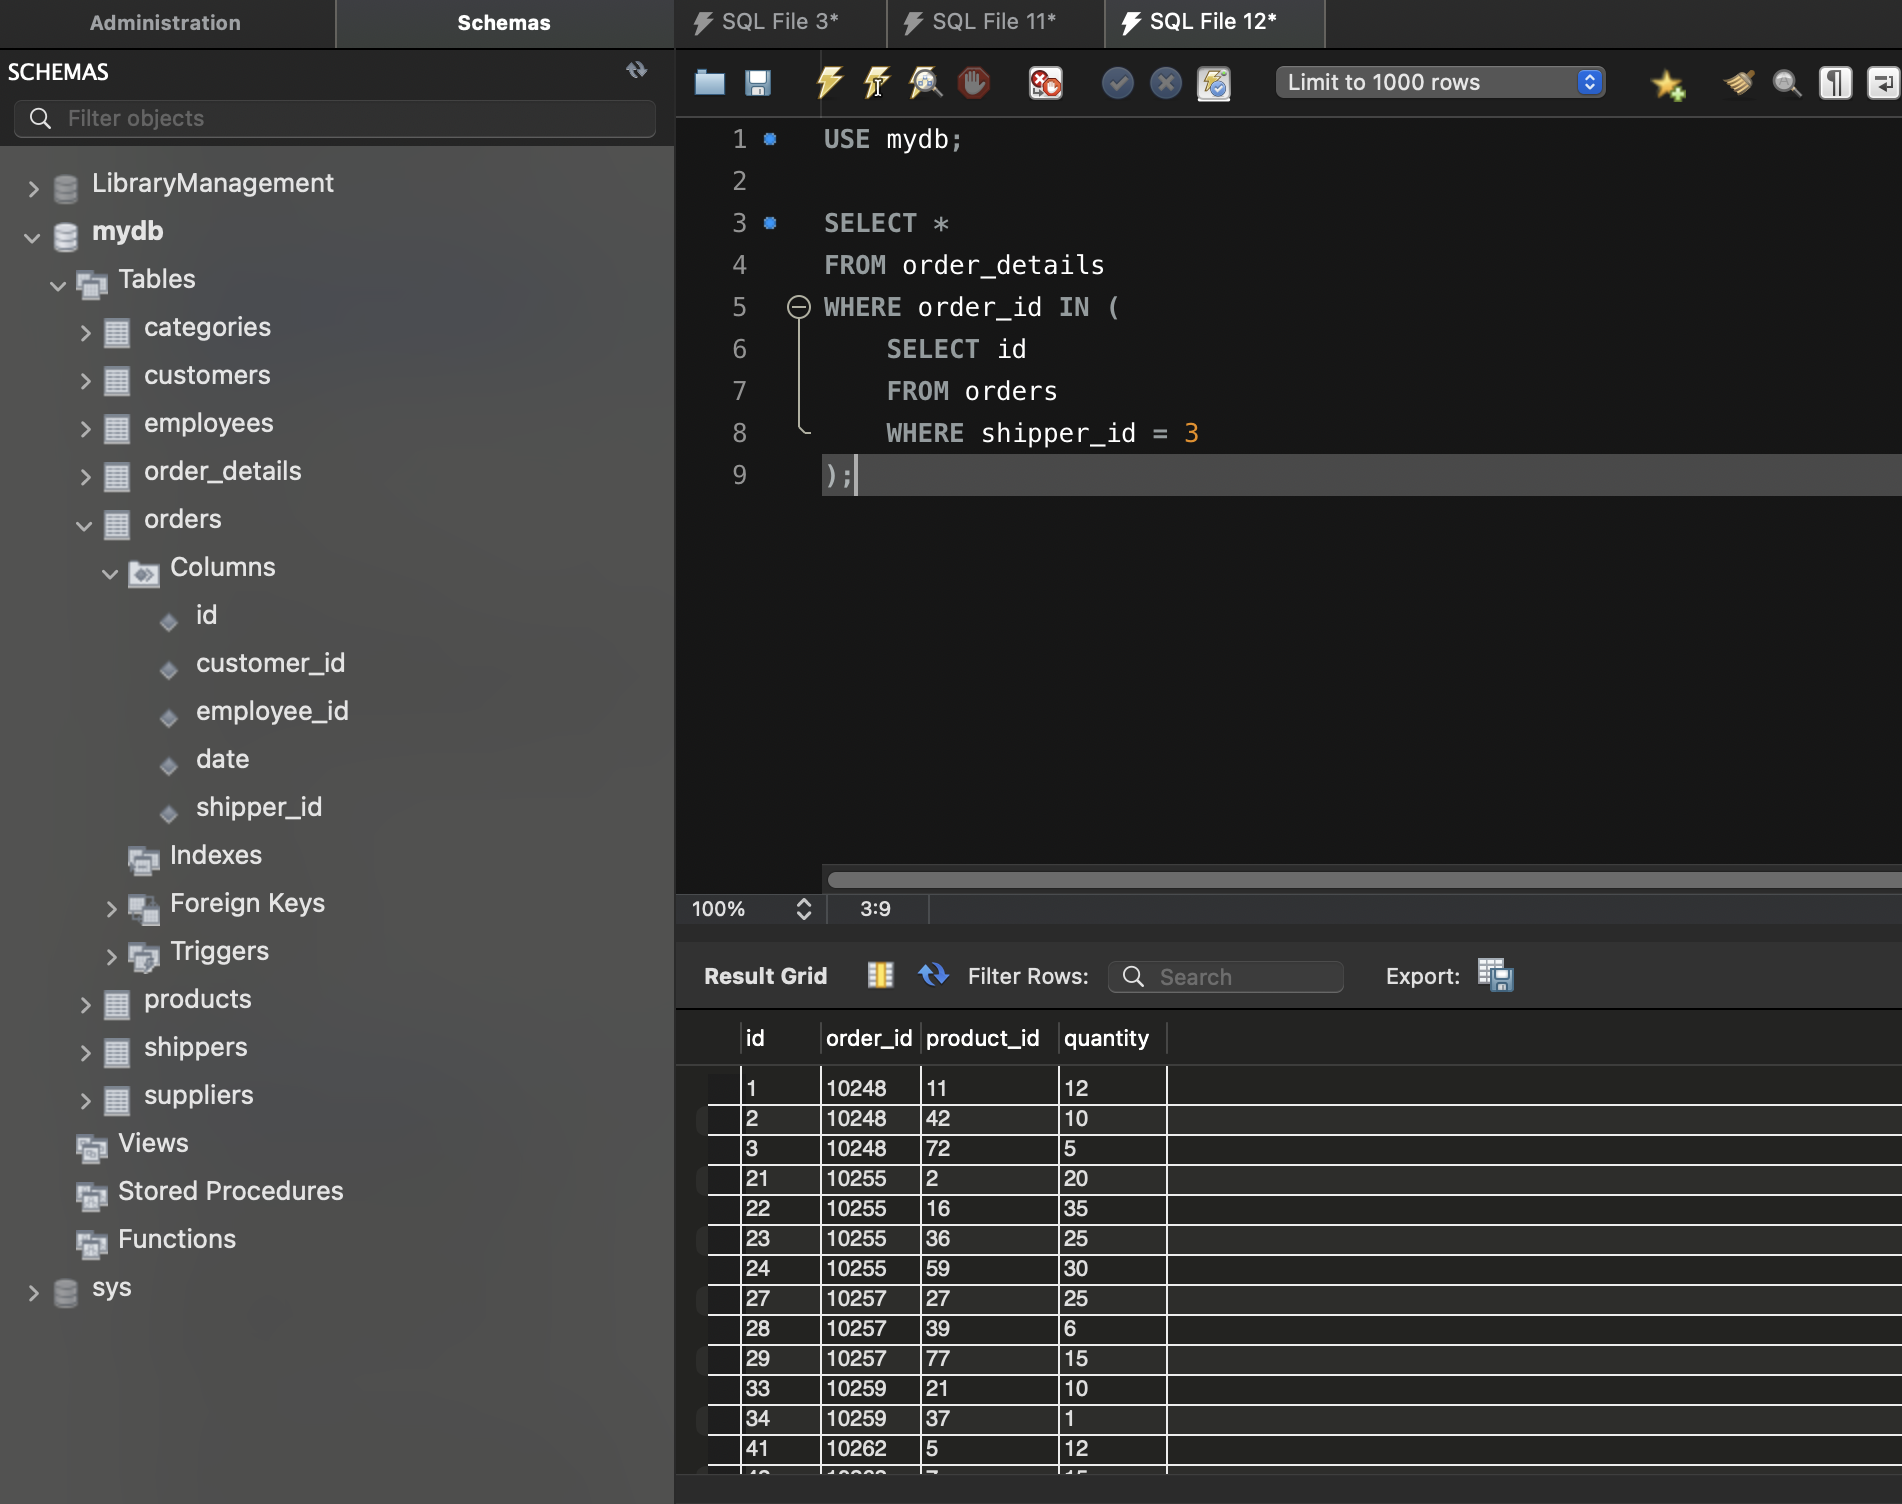 Administration
Schemas
SCHEMAS
Filter objects
LibraryManagement
mydb
Tables
categories
customers
employees
order_details
orders
Columns
id
customer_id
employee_id
date
shipper_id
Indexes
Foreign Keys
Triggers
products
shippers
suppliers
Views
Stored Procedures
Functions
sys
SQL File 3*
SQL File 11*
SQL File 12*
Limit to 1000 rows
1 USE mydb;
2
3 SELECT *
4 FROM order_details
5 WHERE order_id IN (
6 SELECT id
7 FROM orders
8 WHERE shipper_id = 3
9 );
100% 3:9
Result Grid Filter Rows: Search Export:
id order_id product_id quantity
1 10248 11 12
2 10248 42 10
3 10248 72 5
21 10255 2 20
22 10255 16 35
23 10255 36 25
24 10255 59 30
27 10257 27 25
28 10257 39 6
29 10257 77 15
33 10259 21 10
34 10259 37 1
41 10262 5 12